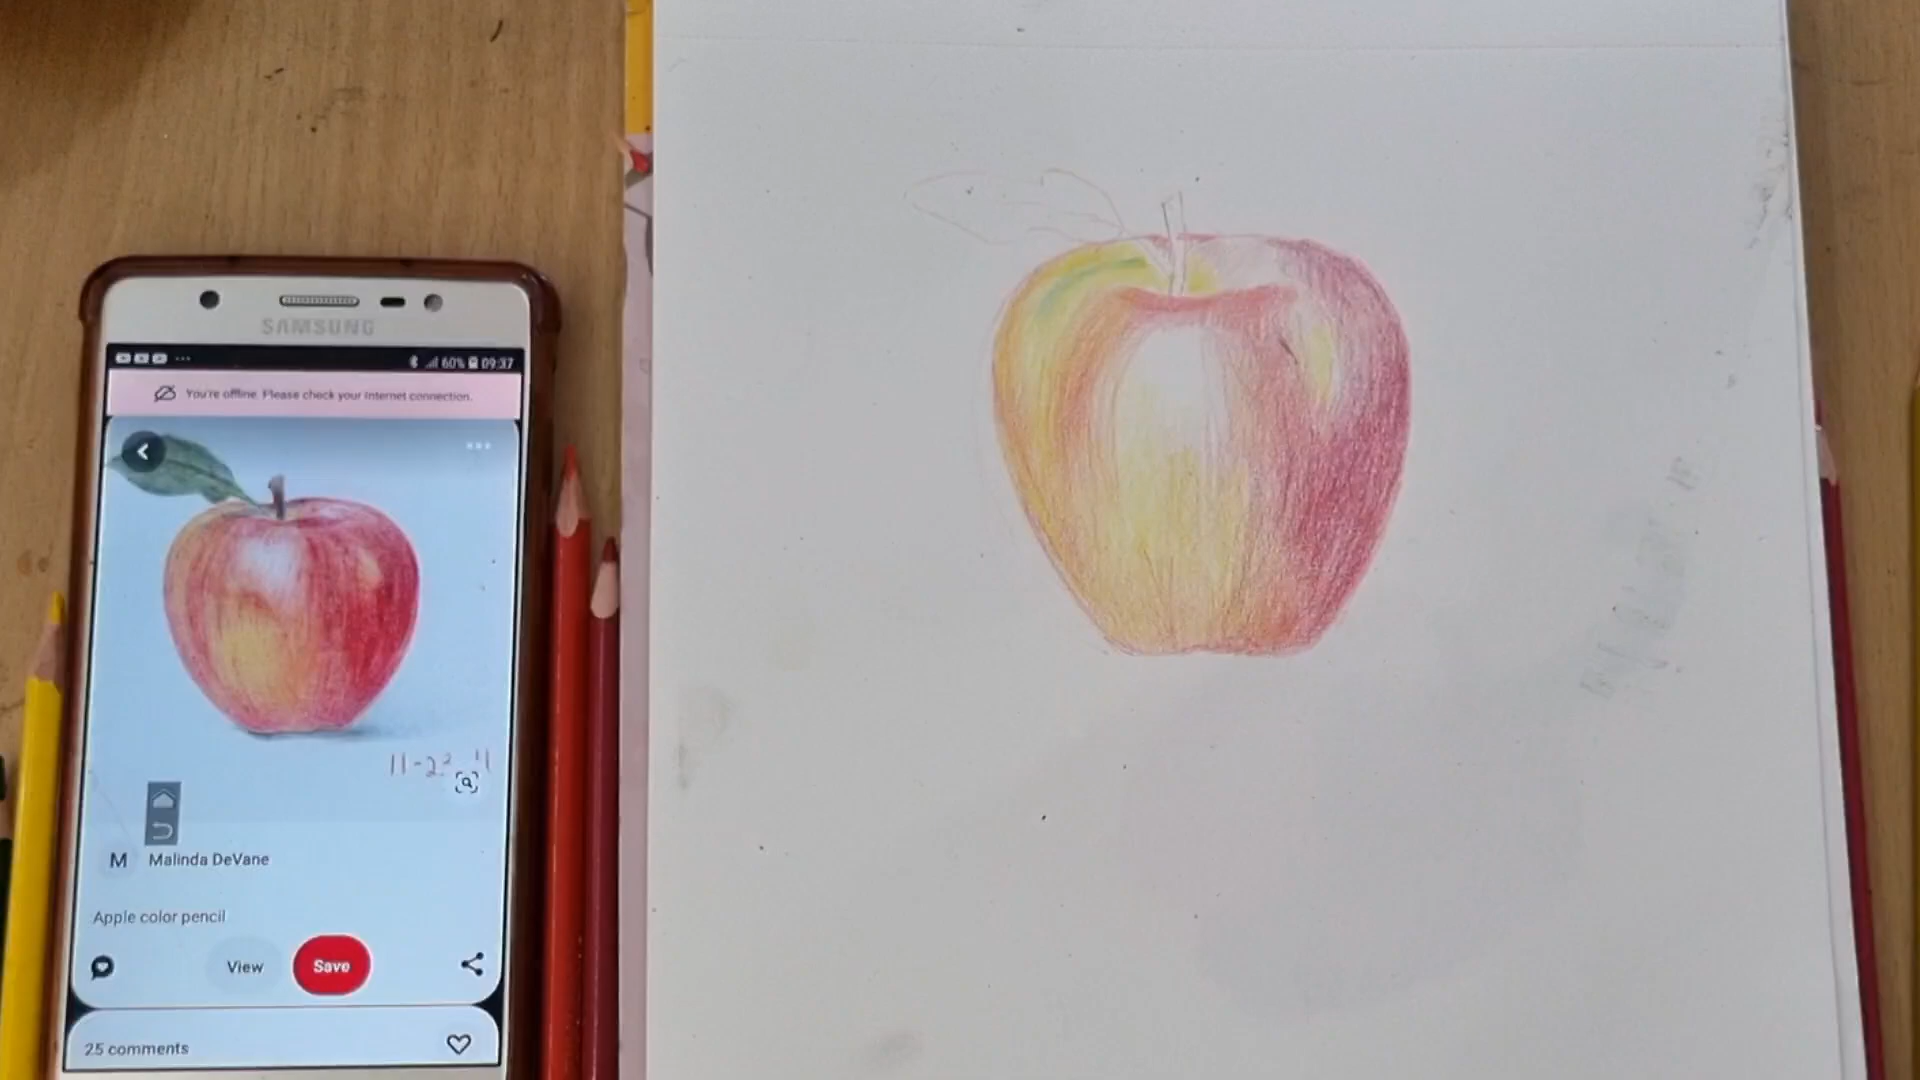 SAMSUNG
60% 09:37
You're offline. Please check your internet connection.
Malinda DeVane
M
Apple color pencil
View
Save
25 comments